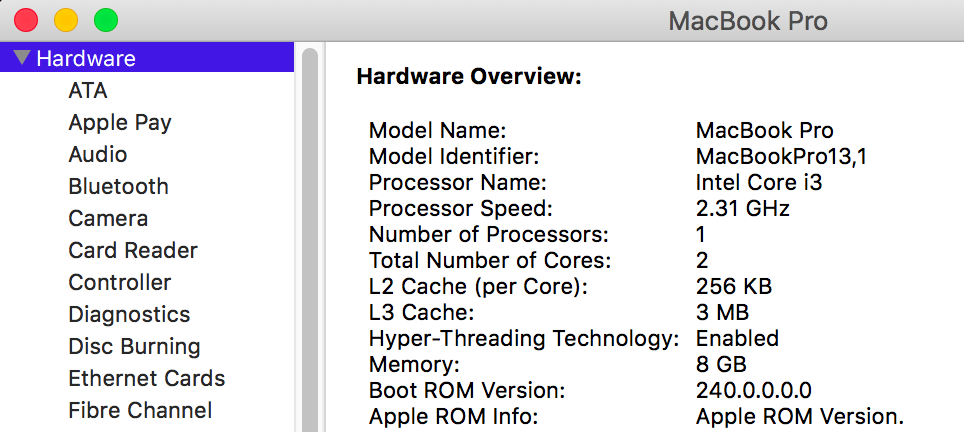 MacBook Pro
Hardware
ATA
Apple Pay
Audio
Bluetooth
Camera
Card Reader
Controller
Diagnostics
Disc Burning
Ethernet Cards
Fibre Channel
Hardware Overview:
Model Name: MacBook Pro
Model Identifier: MacBookPro13,1
Processor Name: Intel Core i3
Processor Speed: 2.31 GHz
Number of Processors: 1
Total Number of Cores: 2
L2 Cache (per Core): 256 KB
L3 Cache: 3 MB
Hyper-Threading Technology: Enabled
Memory: 8 GB
Boot ROM Version: 240.0.0.0.0
Apple ROM Info: Apple ROM Version.